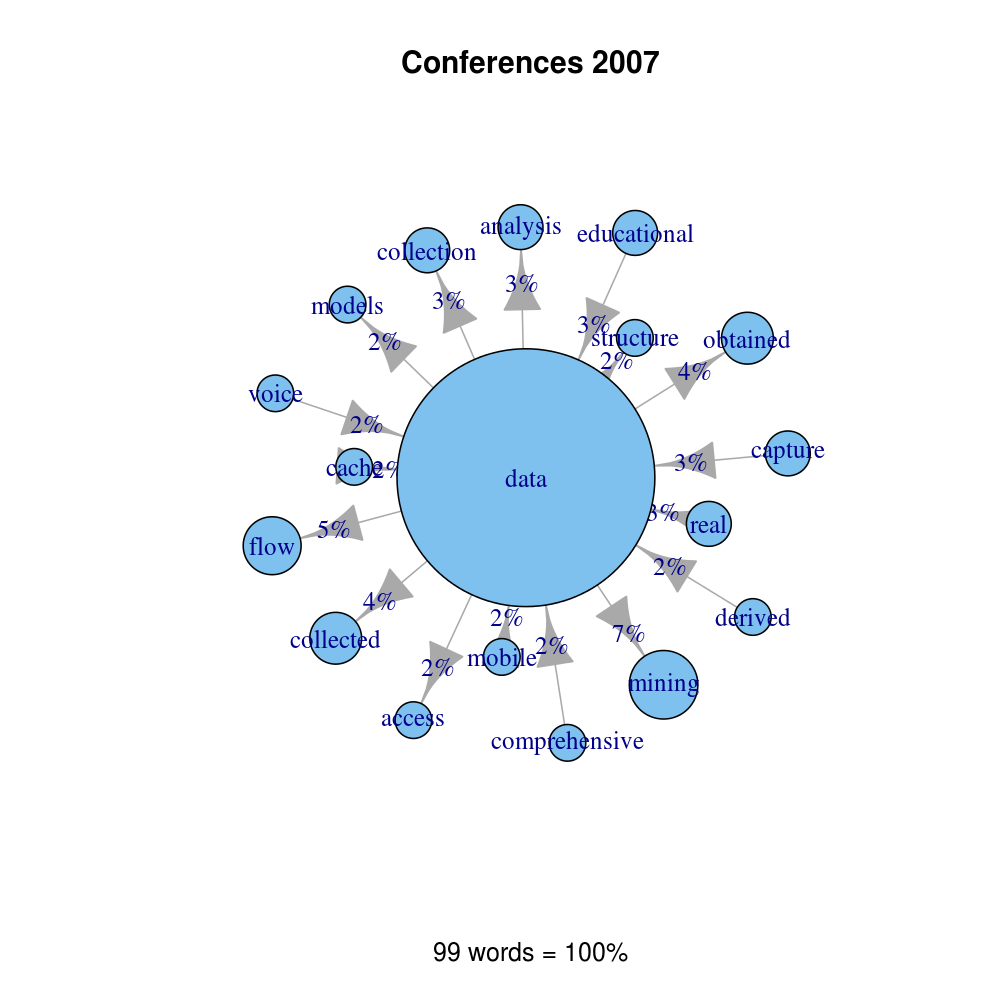 Conferences 2007
analysis
educational
collection
3%
3%
models
3%
structure
obtained
2%
2%
4%
voice
2%
capture
3%
cache
2%
data
3%
real
5%
flow
2%
4%
derived
collected
2%
7%
2%
mobile
2%
mining
access
comprehensive
99 words = 100%